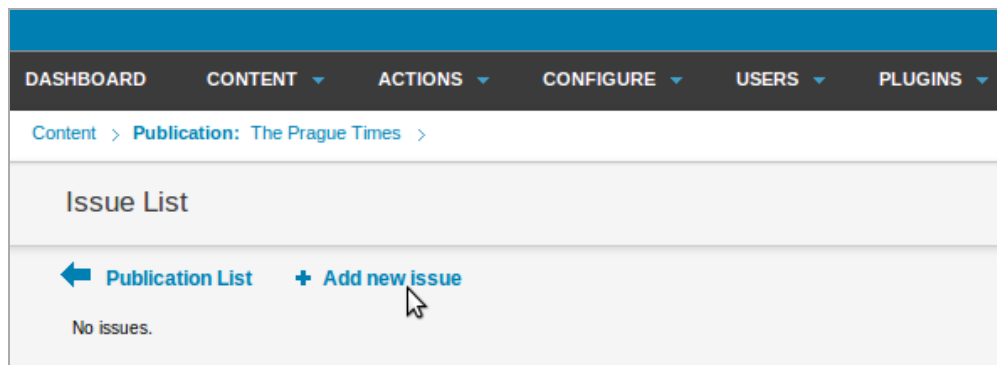 DASHBOARD CONTENT ACTIONS CONFIGURE USERS PLUGINS
Content > Publication: The Prague Times >
Issue List
Publication List + Add new issue
No issues.